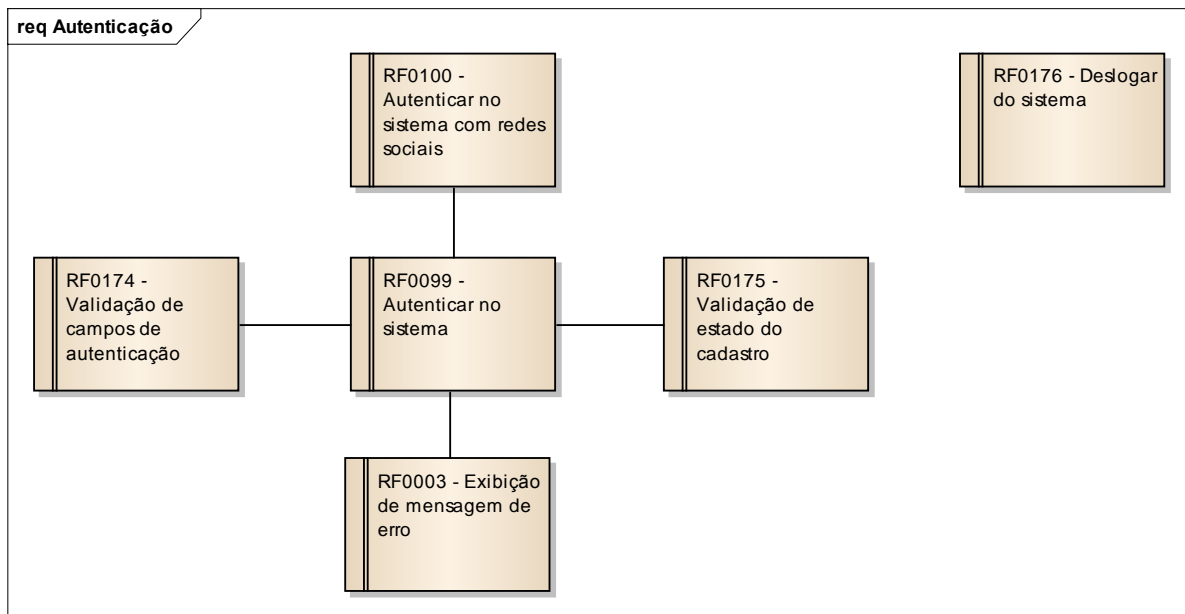 req Autenticação
RF0100 -
Autenticar no
sistema com redes
sociais
RF0176 - Deslogar
do sistema
RF0174 -
Validação de
campos de
autenticação
RF0099 -
Autenticar no
sistema
RF0175 -
Validação de
estado do
cadastro
RF0003 - Exibição
de mensagem de
erro